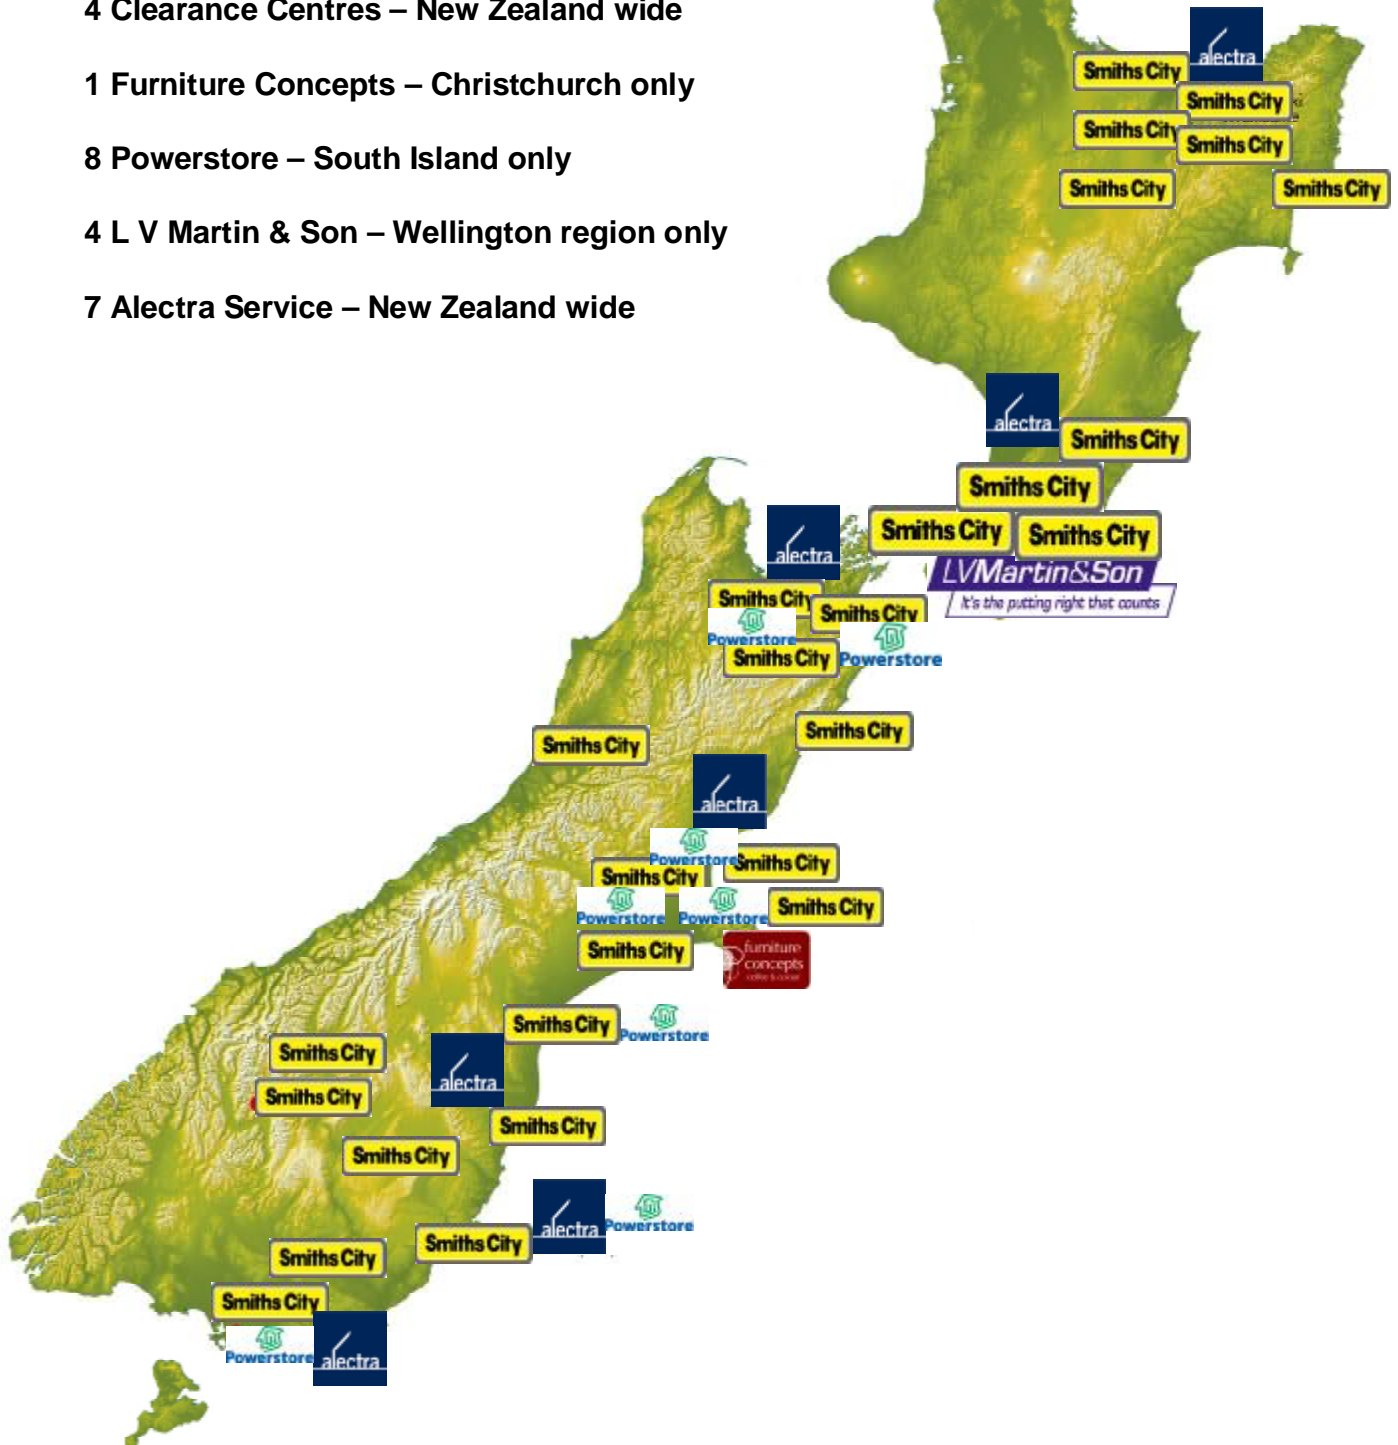 4 Clearance Centres – New Zealand wide
1 Furniture Concepts – Christchurch only
8 Powerstore – South Island only
4 L V Martin & Son – Wellington region only
7 Alectra Service – New Zealand wide
alectra
Smiths City
Smiths City
Smiths City
Smiths City
Smiths City
Smiths City
alectra
Smiths City
Smiths City
Smiths City
Smiths City
alectra
LVMartin&Son
It's the putting right that counts
Smiths City
Smiths City
Powerstore
Powerstore
Smiths City
Smiths City
Smiths City
alectra
Powerstore
Smiths City
Smiths City
Powerstore
Powerstore
Smiths City
Smiths City
furniture
concepts
Smiths City
Powerstore
Smiths City
alectra
Smiths City
Smiths City
Smiths City
alectra
Powerstore
Smiths City
Smiths City
Smiths City
Powerstore
alectra